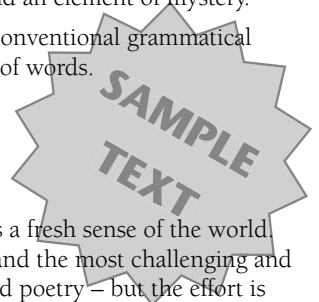 d an element of mystery.
onventional grammatical
of words.
SAMPLE
TEXT
s a fresh sense of the world.
and the most challenging and
d poetry – but the effort is